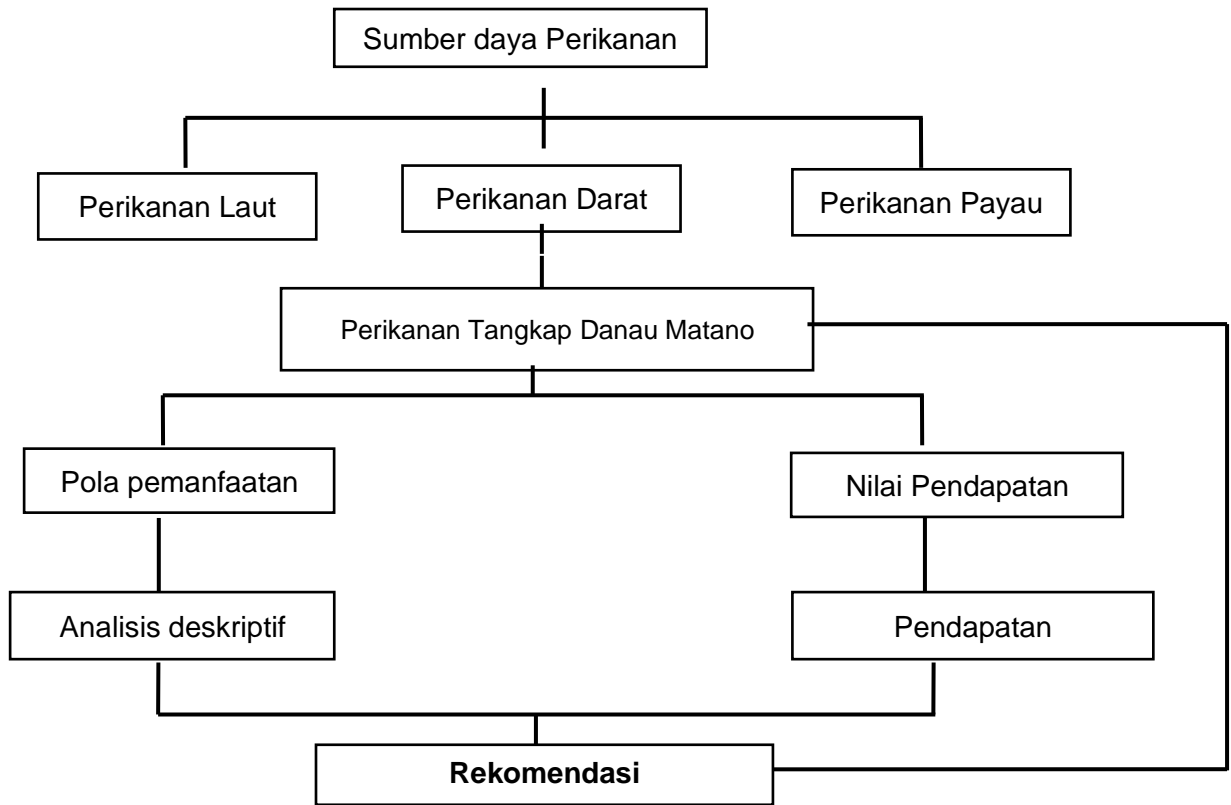 Sumber daya Perikanan
Perikanan Laut
Perikanan Darat
Perikanan Payau
Perikanan Tangkap Danau Matano
Pola pemanfaatan
Nilai Pendapatan
Analisis deskriptif
Pendapatan
Rekomendasi